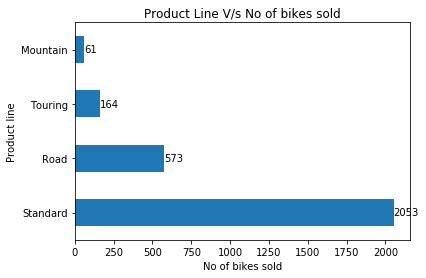 Product Line V/s No of bikes sold
Mountain 61
Touring 164
Road 573
Standard 2053
Product line
0 250 500 750 1000 1250 1500 1750 2000
No of bikes sold